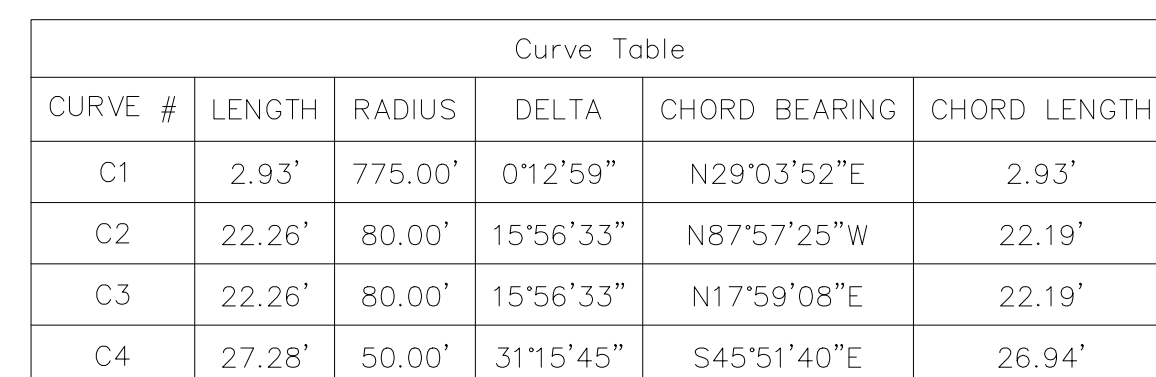 Curve Table
CURVE # LENGTH RADIUS DELTA CHORD BEARING CHORD LENGTH
C1 2.93’ 775.00’ 0°12’59” N29°03’52”E 2.93’
C2 22.26’ 80.00’ 15°56’33” N87°57’25”W 22.19’
C3 22.26’ 80.00’ 15°56’33” N17°59’08”E 22.19’
C4 27.28’ 50.00’ 31°15’45” S45°51’40”E 26.94’